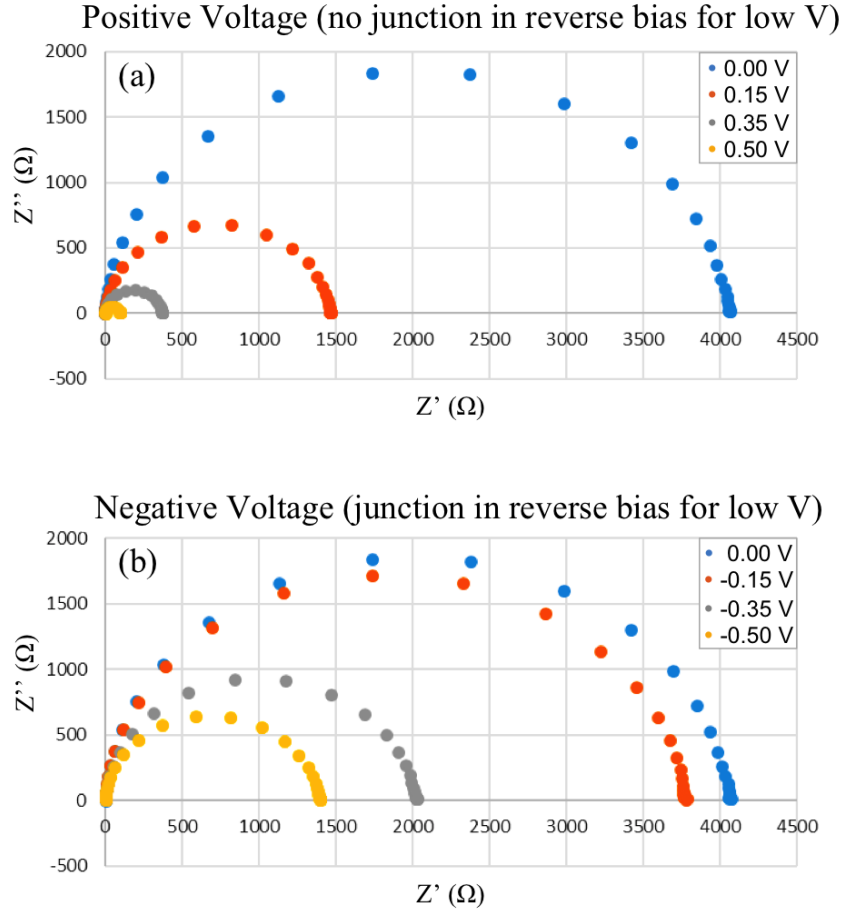 Positive Voltage (no junction in reverse bias for low V)
(a)
0.00 V
0.15 V
0.35 V
0.50 V
2000
1500
1000
500
0
-500
Z’’ (Ω)
0 500 1000 1500 2000 2500 3000 3500 4000 4500
Z’ (Ω)
Negative Voltage (junction in reverse bias for low V)
(b)
0.00 V
-0.15 V
-0.35 V
-0.50 V
2000
1500
1000
500
0
-500
Z’’ (Ω)
0 500 1000 1500 2000 2500 3000 3500 4000 4500
Z’ (Ω)